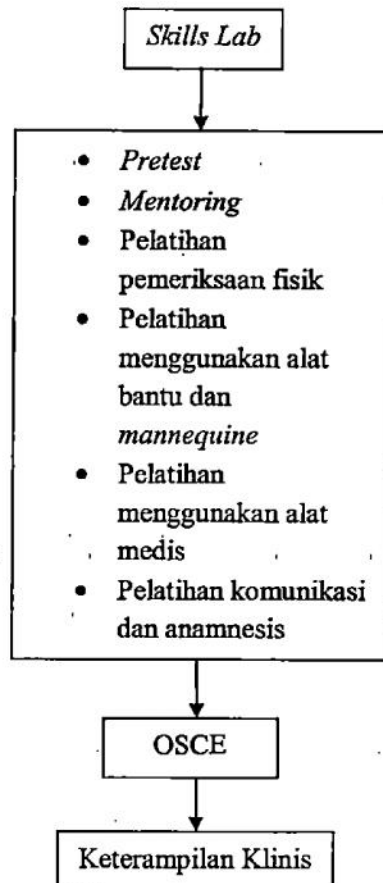 Skills Lab
• Pretest
• Mentoring
• Pelatihan
pemeriksaan fisik
• Pelatihan
menggunakan alat
bantu dan
mannequine
• Pelatihan
menggunakan alat
medis
• Pelatihan komunikasi
dan anamnesis
OSCE
Keterampilan Klinis